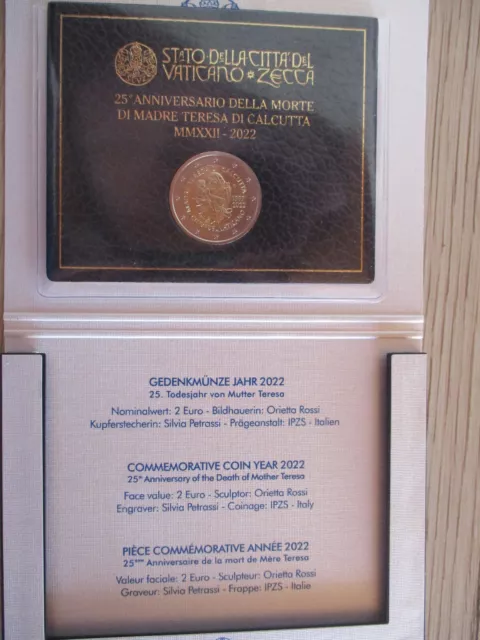 STATO·DELLA CITTÀ DEL
VATICANO * ZECCA
25° ANNIVERSARIO DELLA MORTE
DI MADRE TERESA DI CALCUTTA
MMXXII - 2022
GEDENKMÜNZE JAHR 2022
25. Todesjahr von Mutter Teresa
Nominalwert: 2 Euro - Bildhauerin: Orietta Rossi
Kupferstecherin: Silvia Petrassi - Prägeanstalt: IPZS - Italien
COMMEMORATIVE COIN YEAR 2022
25th Anniversary of the Death of Mother Teresa
Face value: 2 Euro - Sculptor: Orietta Rossi
Engraver: Silvia Petrassi - Coinage: IPZS - Italy
PIÈCE COMMÉMORATIVE ANNÉE 2022
25ème Anniversaire de la mort de Mère Teresa
Valeur faciale: 2 Euro - Sculpteur: Orietta Rossi
Graveur: Silvia Petrassi - Frappe: IPZS - Italie